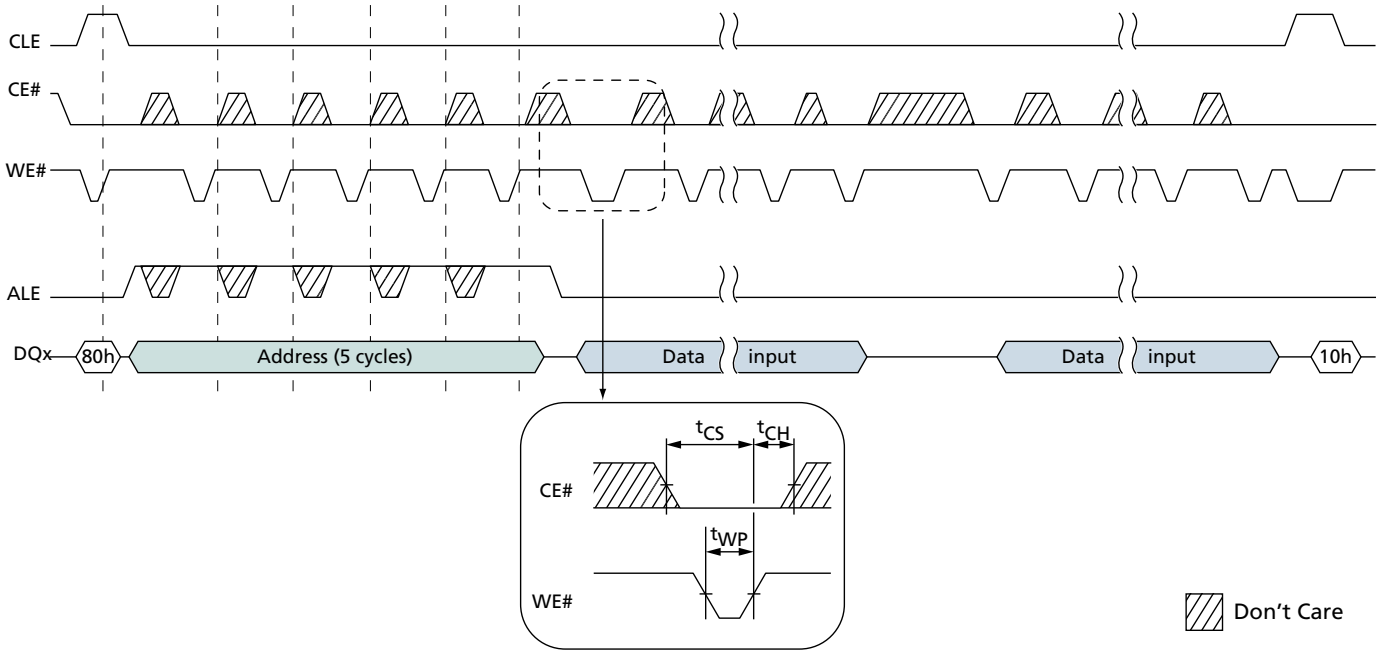 CLE
CE#
WE#
ALE
DQx 80h Address (5 cycles) Data input Data input 10h
tCS tCH
CE#
tWP
WE#
Don't Care